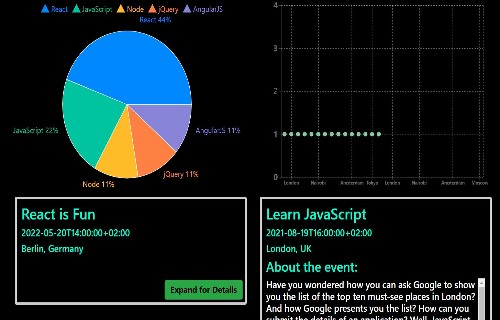 React JavaScript Node jQuery AngularJS
React 44%
JavaScript 22%
AngularJS 11%
jQuery 11%
Node 11%
4
3
2
1
0
London Nairobi Amsterdam Tokyo London Nairobi Amsterdam Moscow
React is Fun
2022-05-20T14:00:00+02:00
Berlin, Germany
Expand for Details
Learn JavaScript
2021-08-19T16:00:00+02:00
London, UK
About the event:
Have you wondered how you can ask Google to show
you the list of the top ten must-see places in London?
And how Google presents you the list? How can you
submit the details of an application? Well, JavaScript